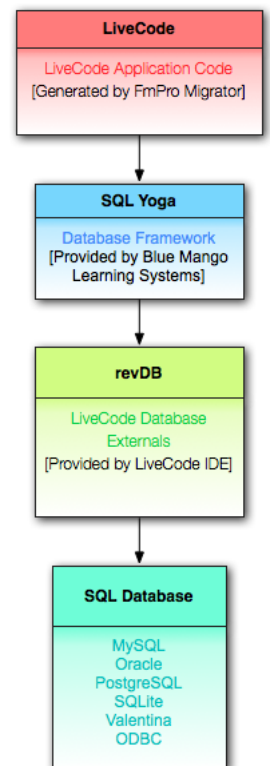 LiveCode
LiveCode Application Code
[Generated by FmPro Migrator]
SQL Yoga
Database Framework
[Provided by Blue Mango
Learning Systems]
revDB
LiveCode Database
Externals
[Provided by LiveCode IDE]
SQL Database
MySQL
Oracle
PostgreSQL
SQLite
Valentina
ODBC